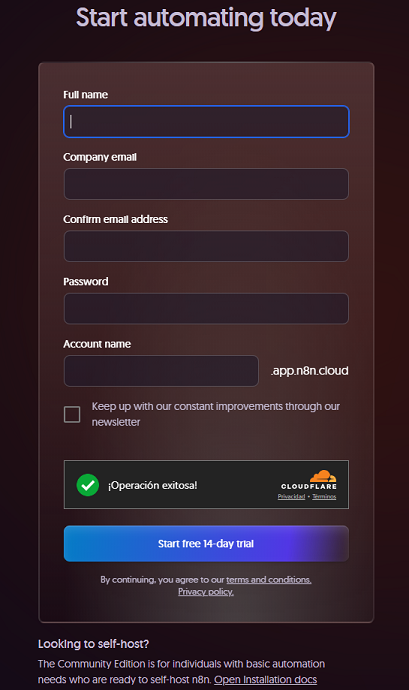 Start automating today
Full name
Company email
Confirm email address
Password
Account name
.app.n8n.cloud
Keep up with our constant improvements through our
newsletter
¡Operación exitosa!
CLOUDFLARE
Privacidad • Términos
Start free 14-day trial
By continuing, you agree to our terms and conditions.
Privacy policy.
Looking to self-host?
The Community Edition is for individuals with basic automation
needs who are ready to self-host n8n. Open Installation docs